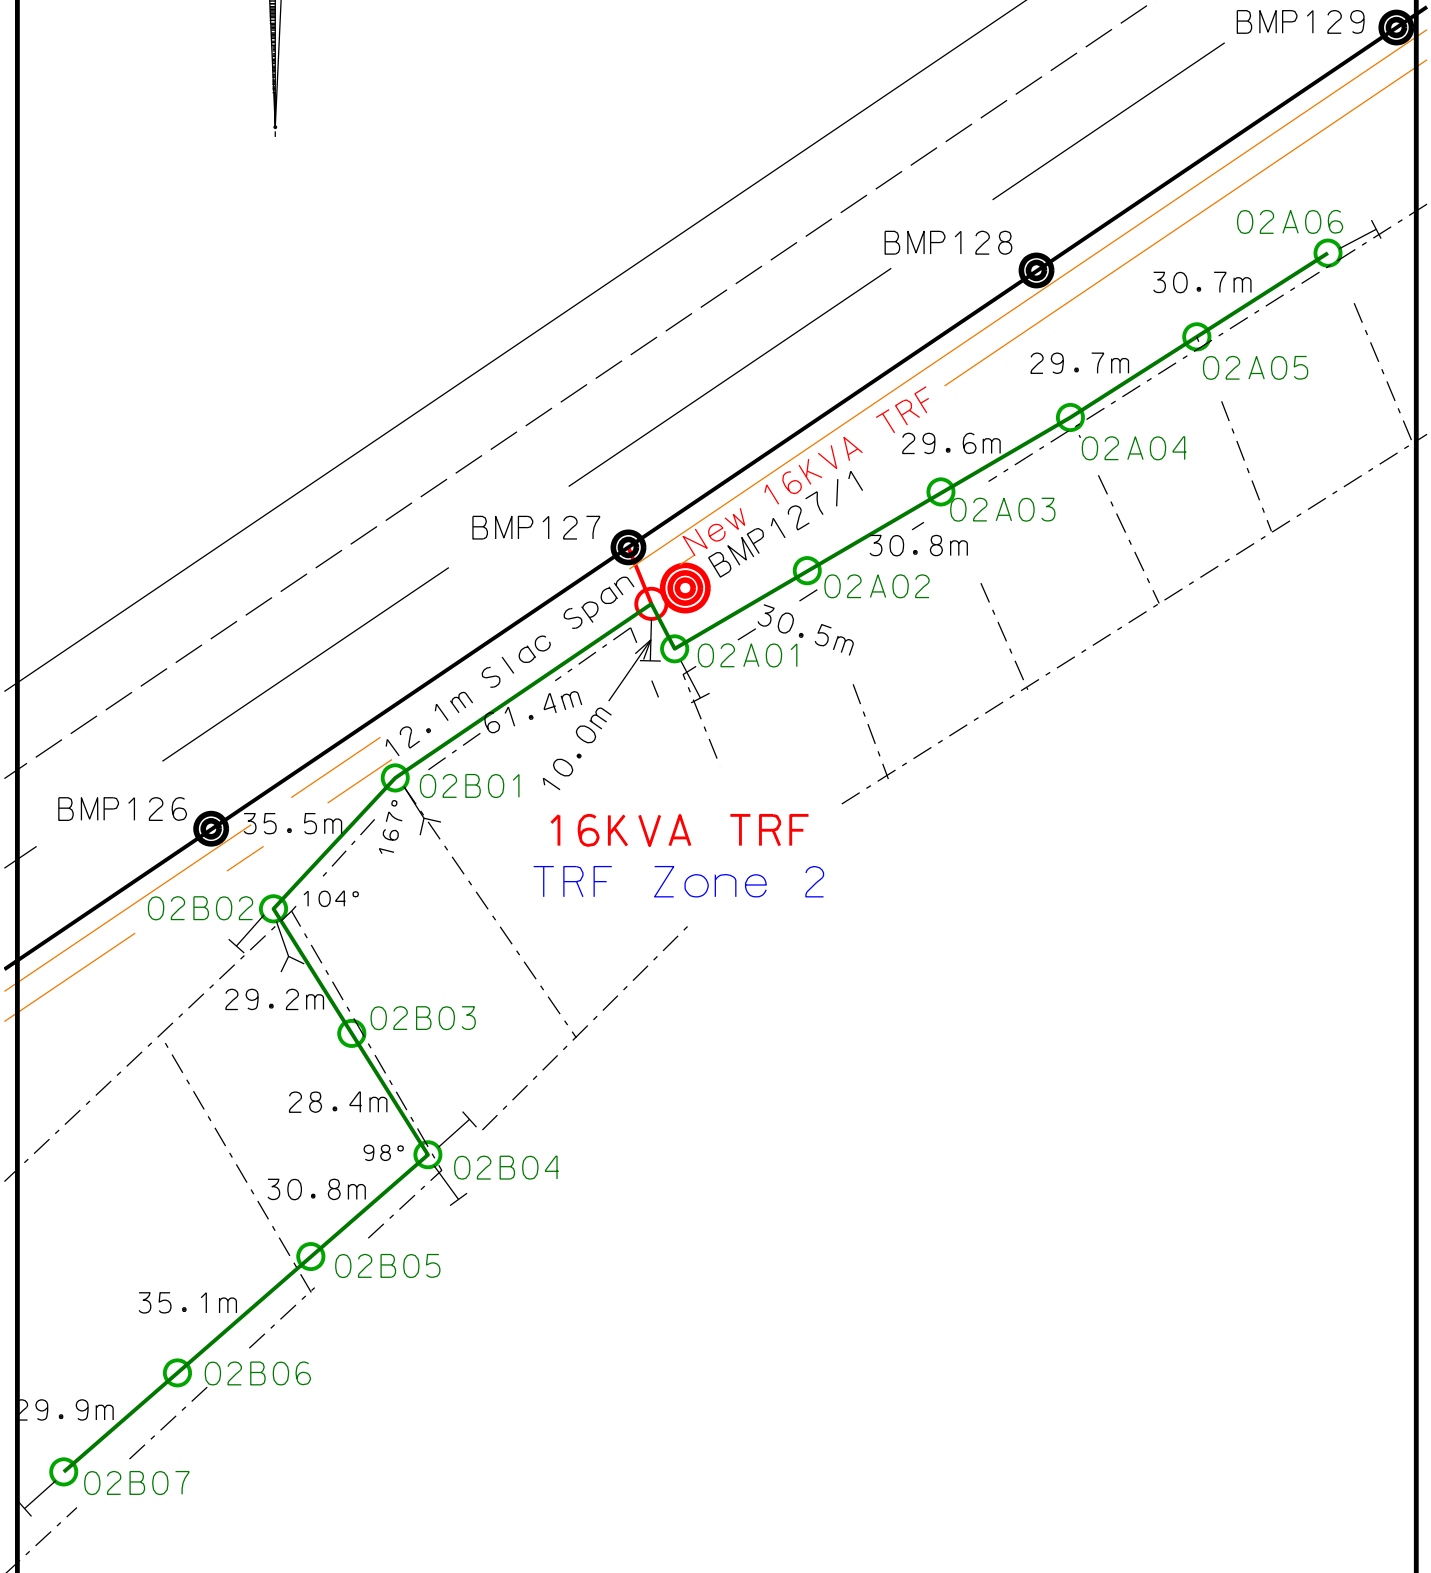 BMP129
02A06
BMP128
30.7m
29.7m
02A05
New 16KVA TRF
29.6m
02A04
BMP127/1
BMP127
02A03
30.8m
02A02
12.1m Slac Span
30.5m
02A01
61.4m
10.0m
02B01
BMP126
35.5m
167°
16KVA TRF
TRF Zone 2
02B02
104°
29.2m
02B03
28.4m
98°
02B04
30.8m
02B05
35.1m
02B06
29.9m
02B07